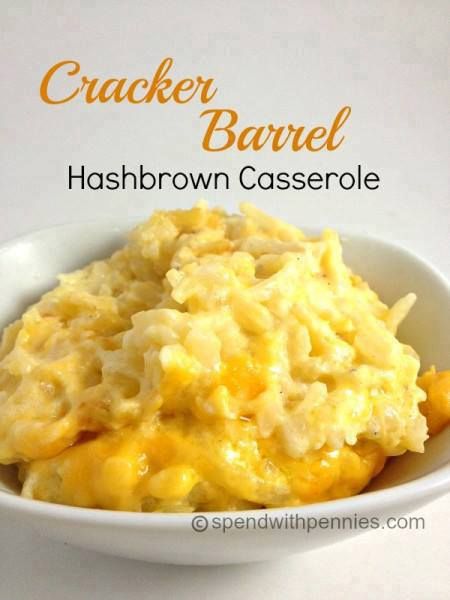 Cracker
Barrel
Hashbrown Casserole
© spendwithpennies.com